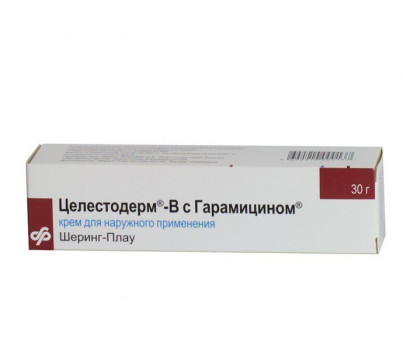 30 г
Целестодерм®-В с Гарамицином®
крем для наружного применения
Шеринг-Плау